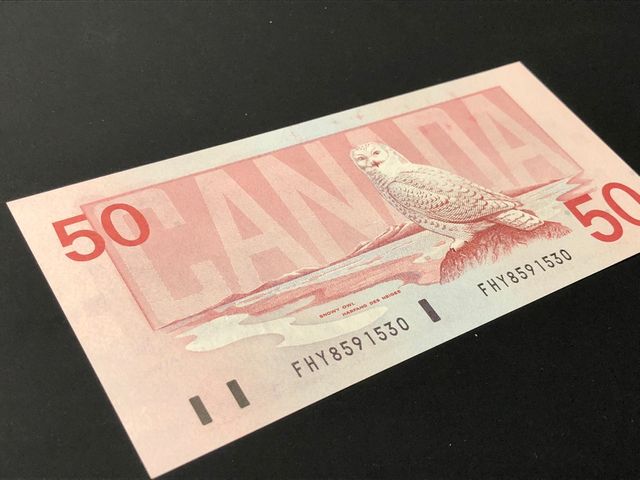 CANADA
50
50
SNOWY OWL
HARFANG DES NEIGES
FHY8591530
FHY8591530